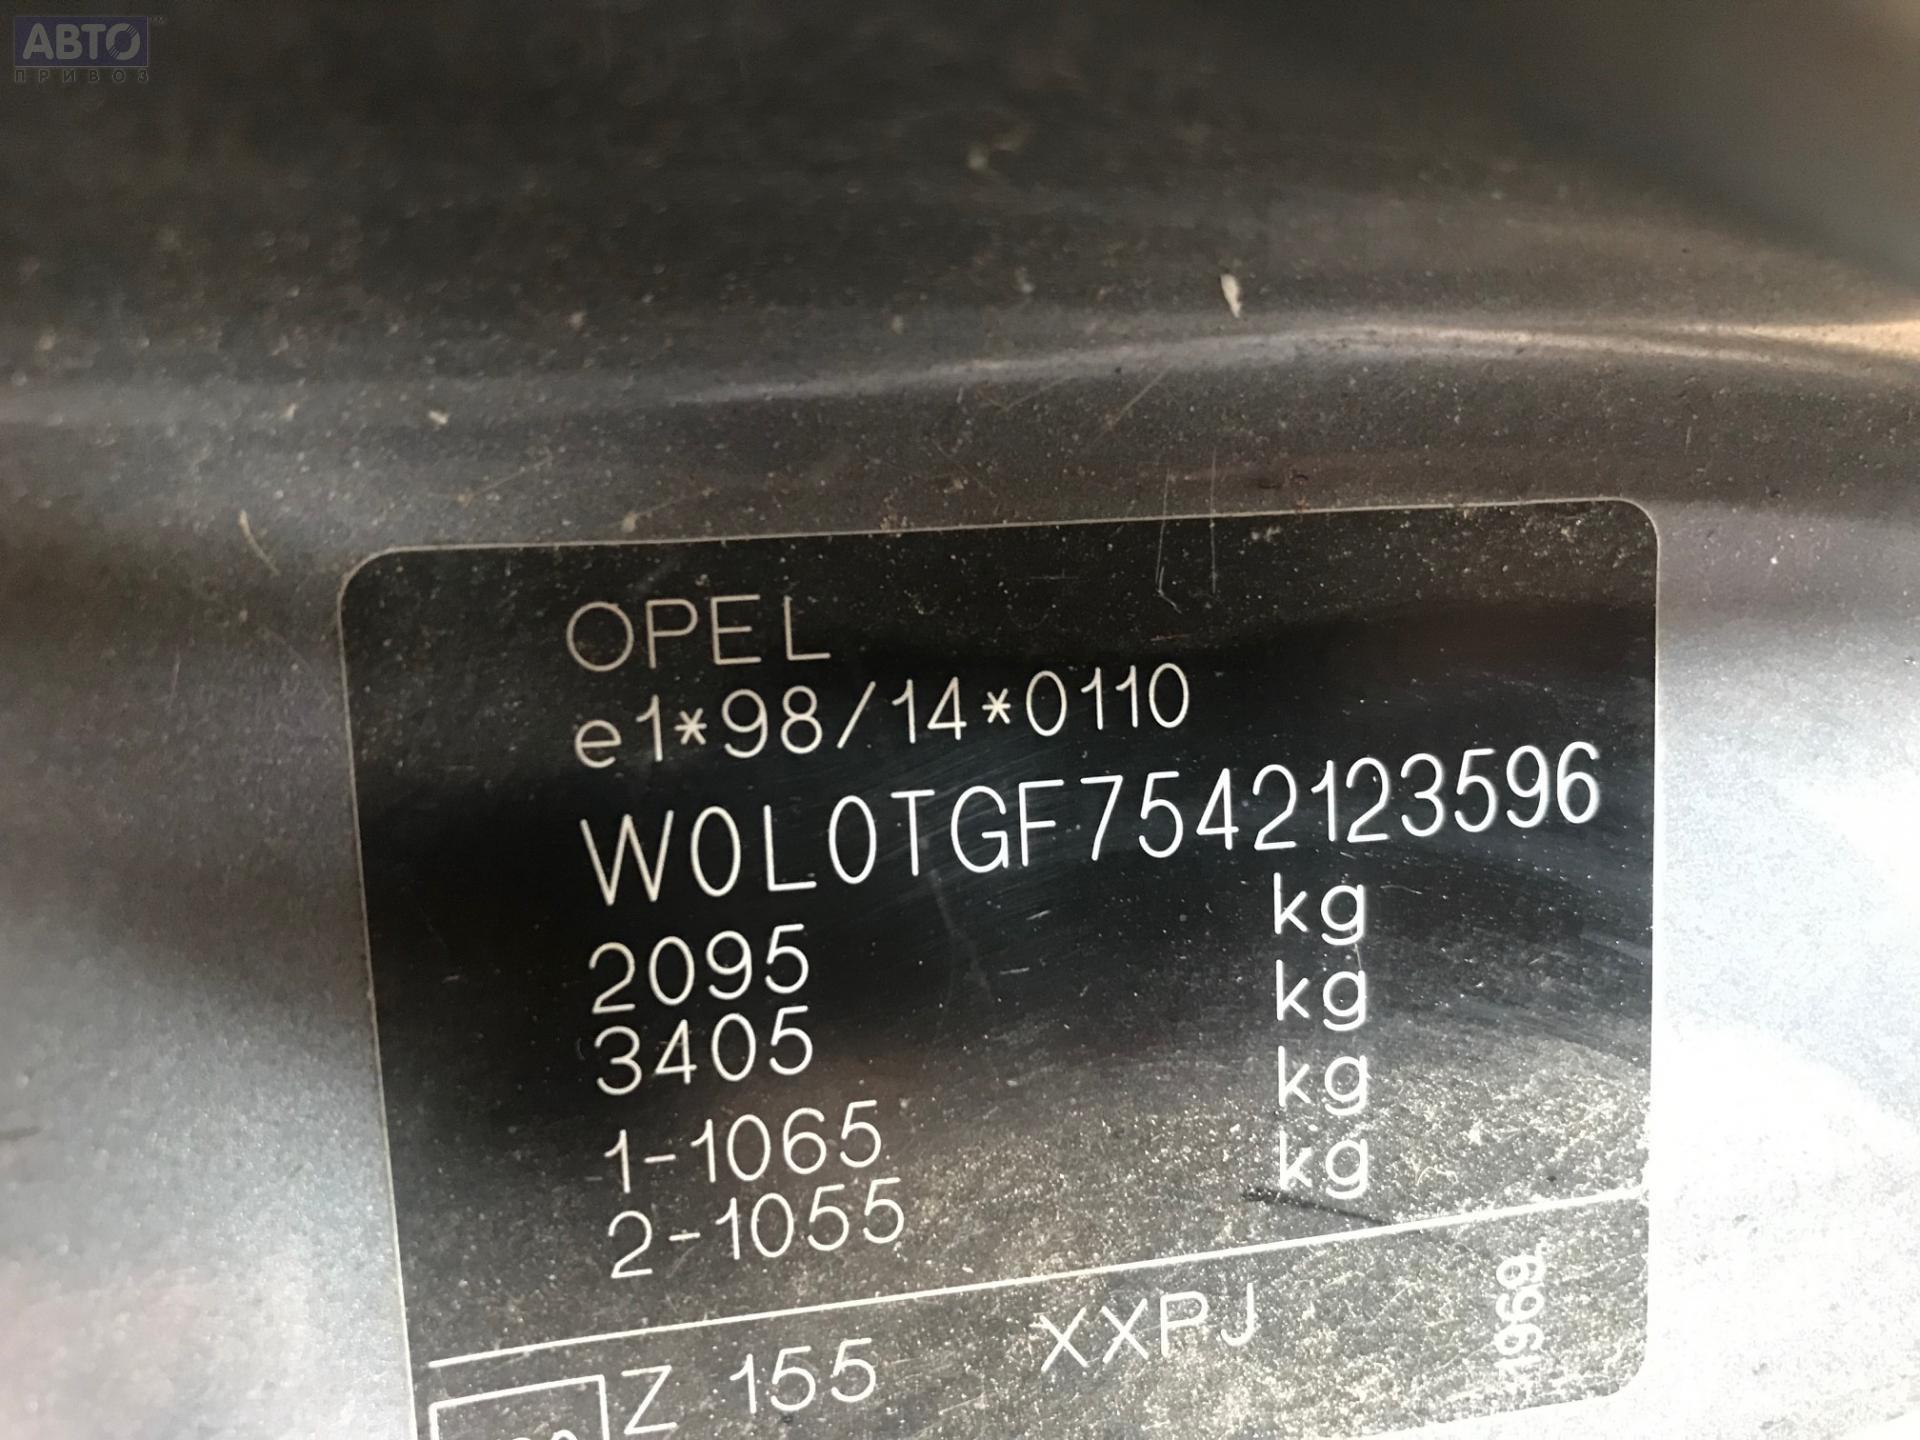 АВТО™
ПРИВОЗ
OPEL
e1*98/14*0110
W0L0TGF7542123596
kg
2095
kg
3405
kg
1-1065
kg
2-1055
Z 155 XXPJ
1969